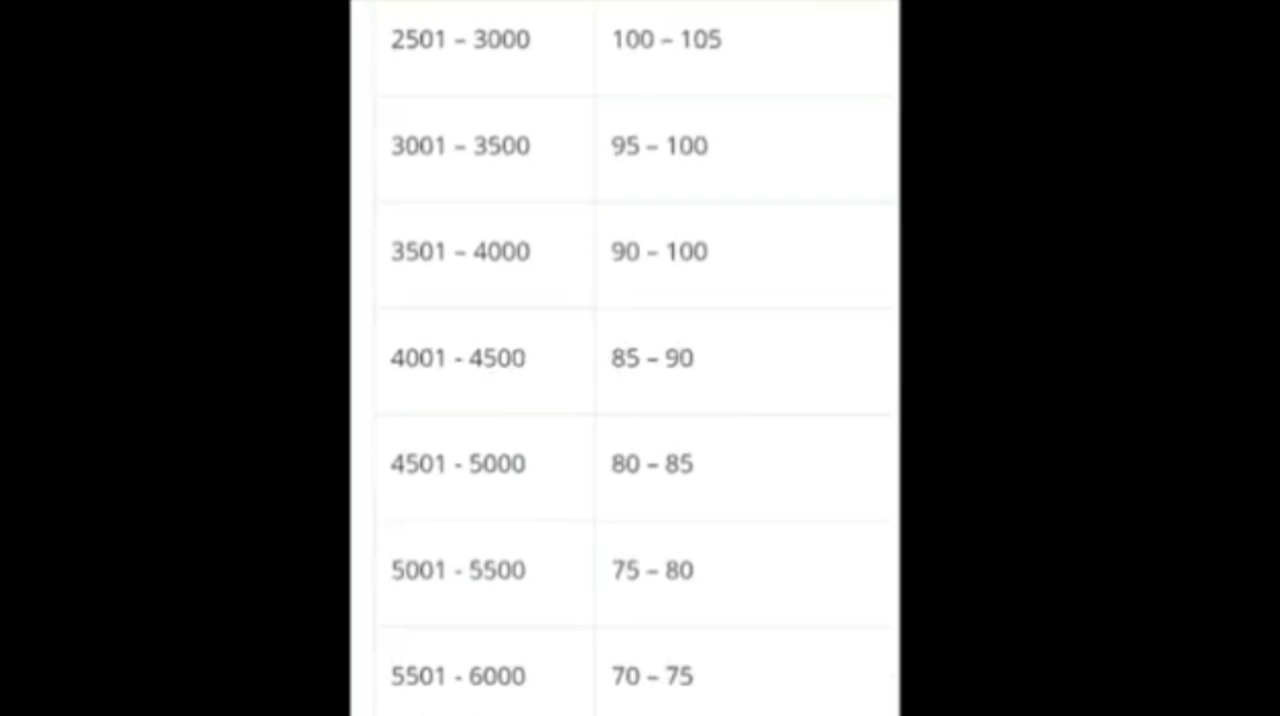 2501 – 3000 100 – 105
3001 – 3500 95 – 100
3501 – 4000 90 – 100
4001 - 4500 85 – 90
4501 - 5000 80 – 85
5001 - 5500 75 – 80
5501 - 6000 70 – 75